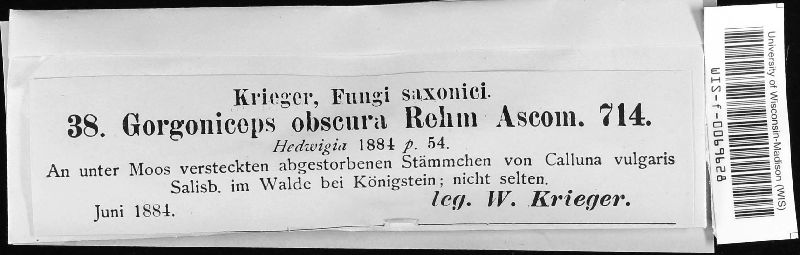 Krieger, Fungi saxonici.
38. Gorgoniceps obscura Rehm Ascom. 714.
Hedwigia 1884 p. 54.
An unter Moos versteckten abgestorbenen Stämmchen von Calluna vulgaris
Salisb. im Walde bei Königstein; nicht selten.
Juni 1884.
leg. W. Krieger.
University of Wisconsin-Madison (WIS)
WIS-f-0069628